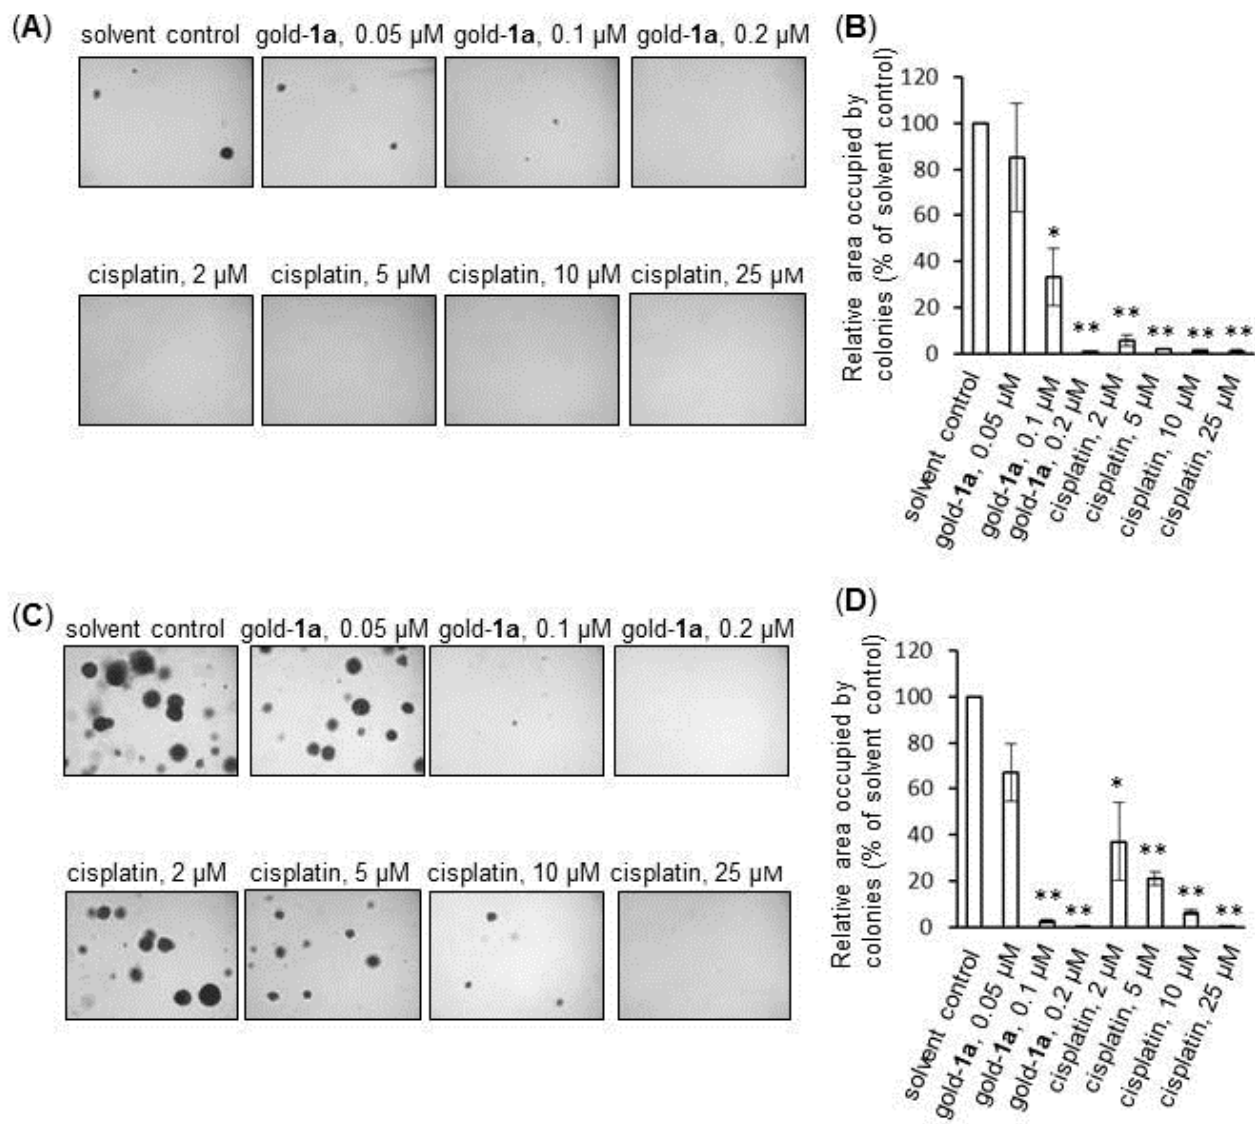 (A)
solvent control gold-1a, 0.05 µM gold-1a, 0.1 µM gold-1a, 0.2 µM
cisplatin, 2 µM cisplatin, 5 µM cisplatin, 10 µM cisplatin, 25 µM
(B)
Relative area occupied by
colonies (% of solvent control)
120
100
80
60
40
20
0
*
**
**
**
**
**
solvent control
gold-1a, 0.05 µM
gold-1a, 0.1 µM
gold-1a, 0.2 µM
cisplatin, 2 µM
cisplatin, 5 µM
cisplatin, 10 µM
cisplatin, 25 µM
(C)
solvent control gold-1a, 0.05 µM gold-1a, 0.1 µM gold-1a, 0.2 µM
cisplatin, 2 µM cisplatin, 5 µM cisplatin, 10 µM cisplatin, 25 µM
(D)
Relative area occupied by
colonies (% of solvent control)
120
100
80
60
40
20
0
**
**
*
**
**
**
solvent control
gold-1a, 0.05 µM
gold-1a, 0.1 µM
gold-1a, 0.2 µM
cisplatin, 2 µM
cisplatin, 5 µM
cisplatin, 10 µM
cisplatin, 25 µM